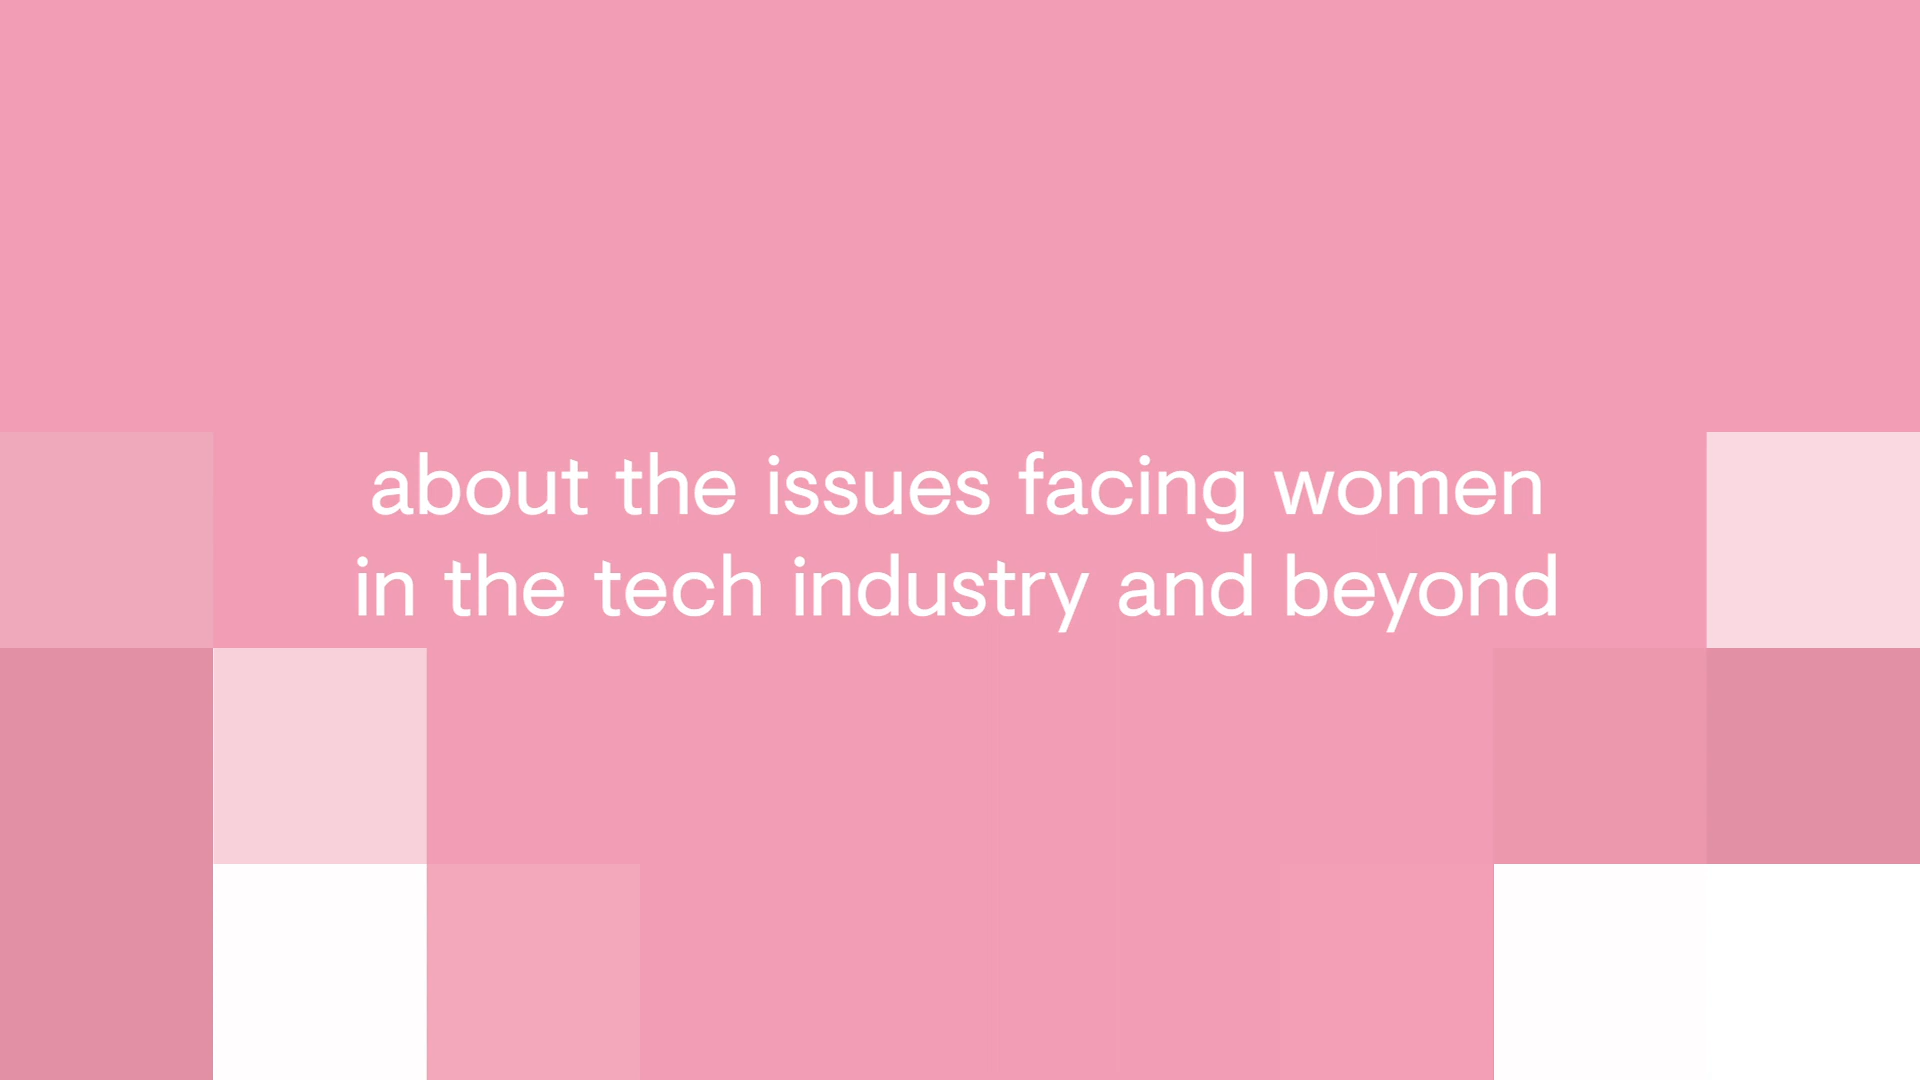 about the issues facing women
in the tech industry and beyond